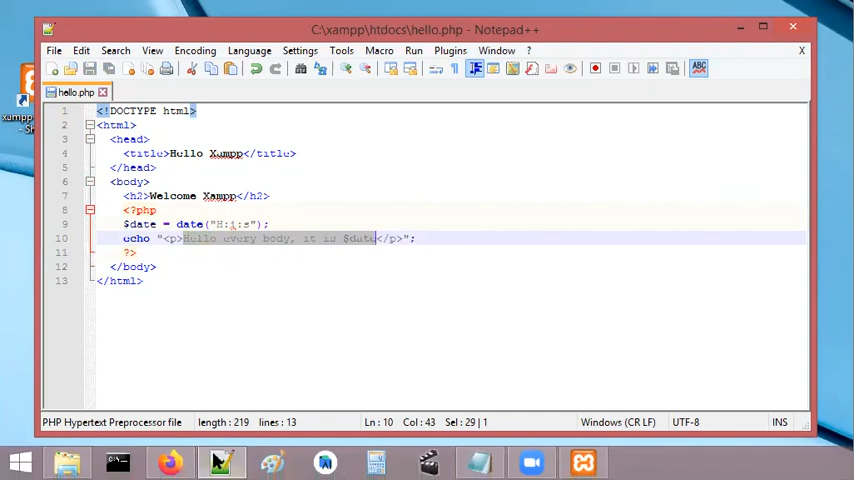 C:\xampp\htdocs\hello.php - Notepad++
File Edit Search View Encoding Language Settings Tools Macro Run Plugins Window ? X
ABC
hello.php
xampp-
- Sh
1 <!DOCTYPE html>
2 <html>
3 <head>
4 <title>Hello Xampp</title>
5 </head>
6 <body>
7 <h2>Welcome Xampp</h2>
8 <?php
9 $date = date("H:i:s");
10 echo "<p>Hello every body, it is $date</p>";
11 ?>
12 </body>
13 </html>
PHP Hypertext Preprocessor file length : 219 lines : 13 Ln : 10 Col : 43 Sel : 29 | 1 Windows (CR LF) UTF-8 INS